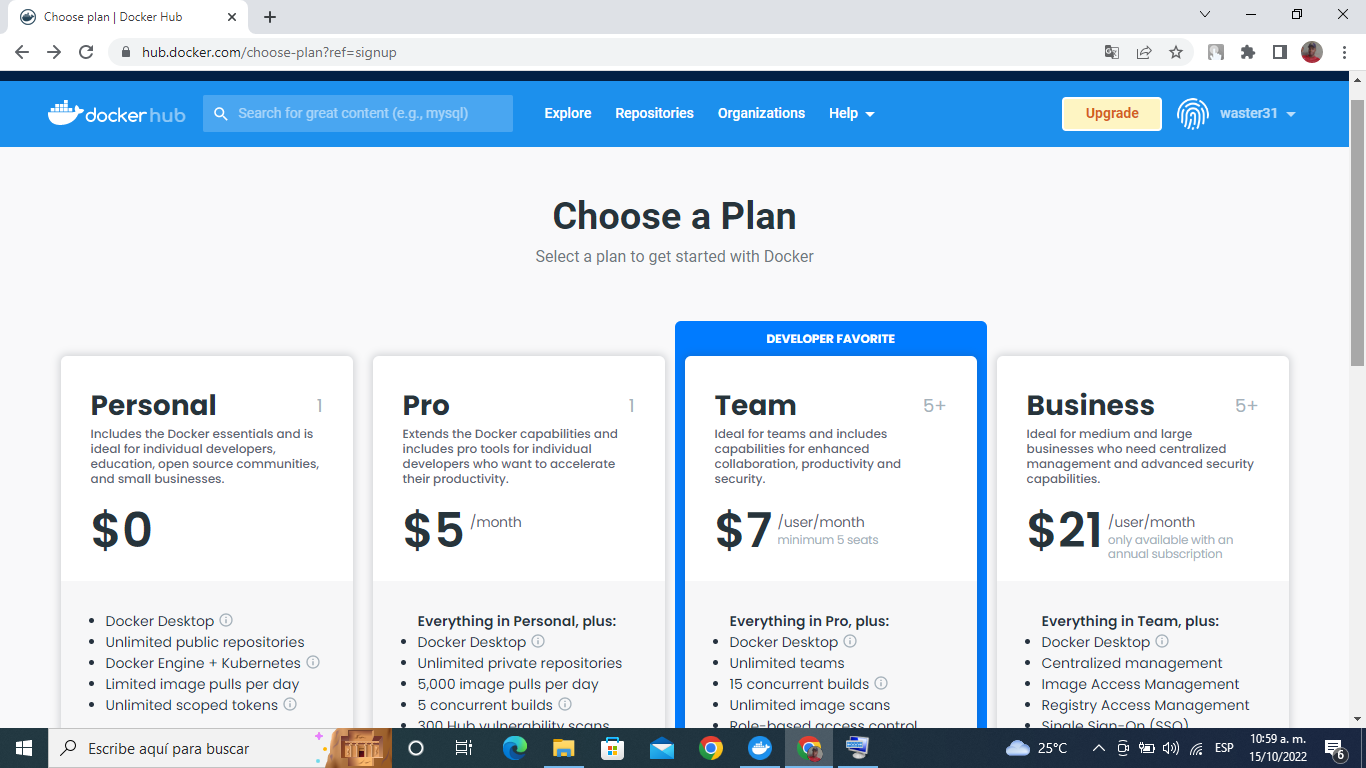 Choose plan | Docker Hub
hub.docker.com/choose-plan?ref=signup
dockerhub
Search for great content (e.g., mysql)
Explore
Repositories
Organizations
Help
Upgrade
waster31
Choose a Plan
Select a plan to get started with Docker
Personal 1
Includes the Docker essentials and is
ideal for individual developers,
education, open source communities,
and small businesses.
$0
Docker Desktop
Unlimited public repositories
Docker Engine + Kubernetes
Limited image pulls per day
Unlimited scoped tokens
Pro 1
Extends the Docker capabilities and
includes pro tools for individual
developers who want to accelerate
their productivity.
$5 /month
Everything in Personal, plus:
Docker Desktop
Unlimited private repositories
5,000 image pulls per day
5 concurrent builds
300 Hub vulnerability scans
DEVELOPER FAVORITE
Team 5+
Ideal for teams and includes
capabilities for enhanced
collaboration, productivity and
security.
$7 /user/month
minimum 5 seats
Everything in Pro, plus:
Docker Desktop
Unlimited teams
15 concurrent builds
Unlimited image scans
Role-based access control
Business 5+
Ideal for medium and large
businesses who need centralized
management and advanced security
capabilities.
$21 /user/month
only available with an
annual subscription
Everything in Team, plus:
Docker Desktop
Centralized management
Image Access Management
Registry Access Management
Single Sign-On (SSO)
Escribe aquí para buscar
25°C
ESP
10:59 a. m.
15/10/2022
6